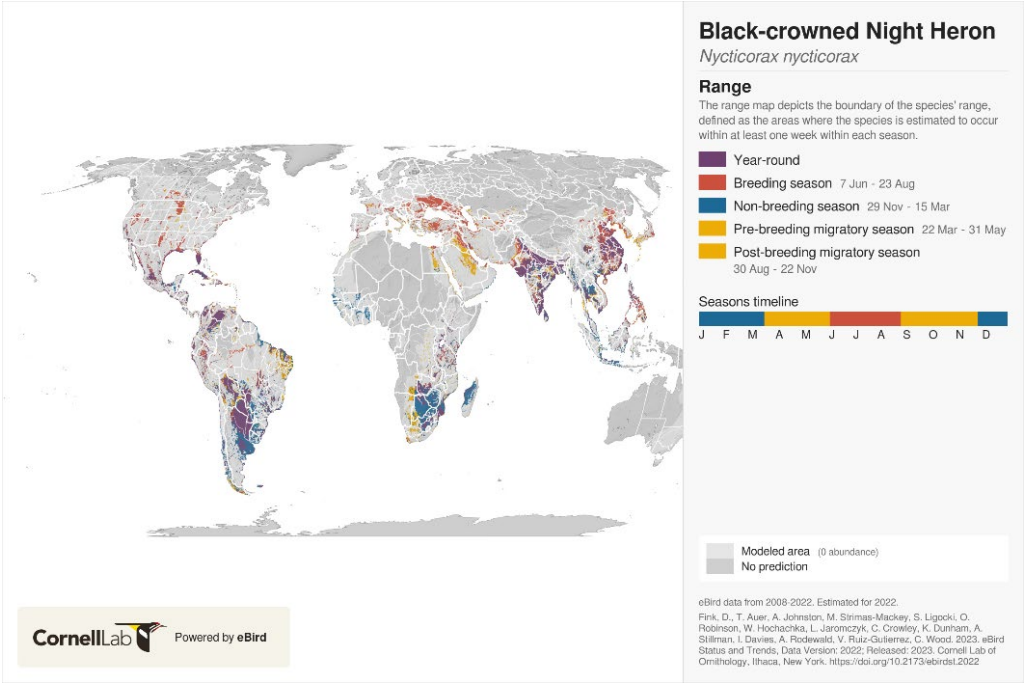 Black-crowned Night Heron
Nycticorax nycticorax
Range
The range map depicts the boundary of the species' range,
defined as the areas where the species is estimated to occur
within at least one week within each season.
Year-round
Breeding season 7 Jun - 23 Aug
Non-breeding season 29 Nov - 15 Mar
Pre-breeding migratory season 22 Mar - 31 May
Post-breeding migratory season
30 Aug - 22 Nov
Seasons timeline
J F M A M J J A S O N D
Modeled area (0 abundance)
No prediction
eBird data from 2008-2022. Estimated for 2022.
Fink, D., T. Auer, A. Johnston, M. Strimas-Mackey, S. Ligocki, O.
Robinson, W. Hochachka, L. Jaromczyk, C. Crowley, K. Dunham, A.
Stillman, I. Davies, A. Rodewald, V. Ruiz-Gutierrez, C. Wood. 2023. eBird
Status and Trends, Data Version: 2022; Released: 2023. Cornell Lab of
Ornithology, Ithaca, New York. https://doi.org/10.2173/ebirdst.2022
CornellLab Powered by eBird